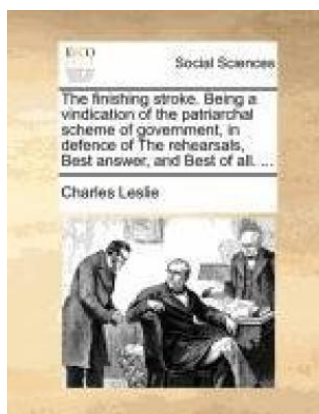 ECCO
Social Sciences
The finishing stroke. Being a
vindication of the patriarchal
scheme of government, in
defence of The rehearsals,
Best answer, and Best of all. ...
Charles Leslie